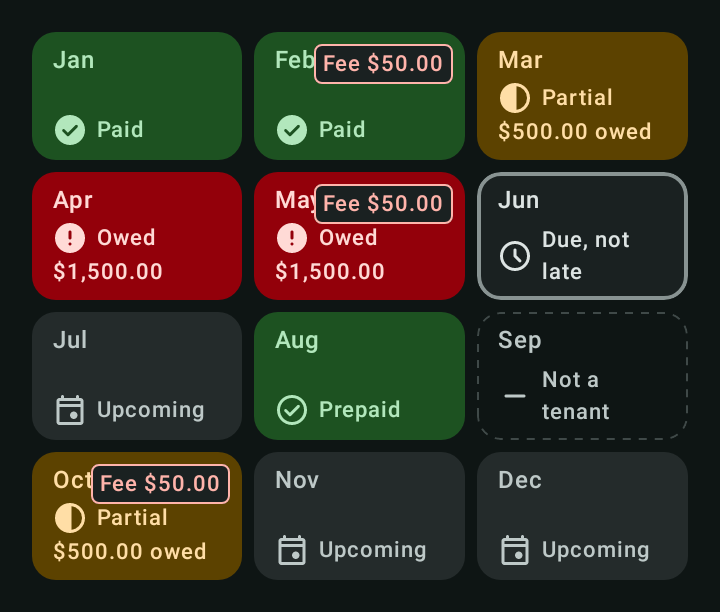 Jan
Paid
Feb
Fee $50.00
Paid
Mar
Partial
$500.00 owed
Apr
Owed
$1,500.00
May
Fee $50.00
Owed
$1,500.00
Jun
Due, not
late
Jul
Upcoming
Aug
Prepaid
Sep
Not a
tenant
Oct
Fee $50.00
Partial
$500.00 owed
Nov
Upcoming
Dec
Upcoming